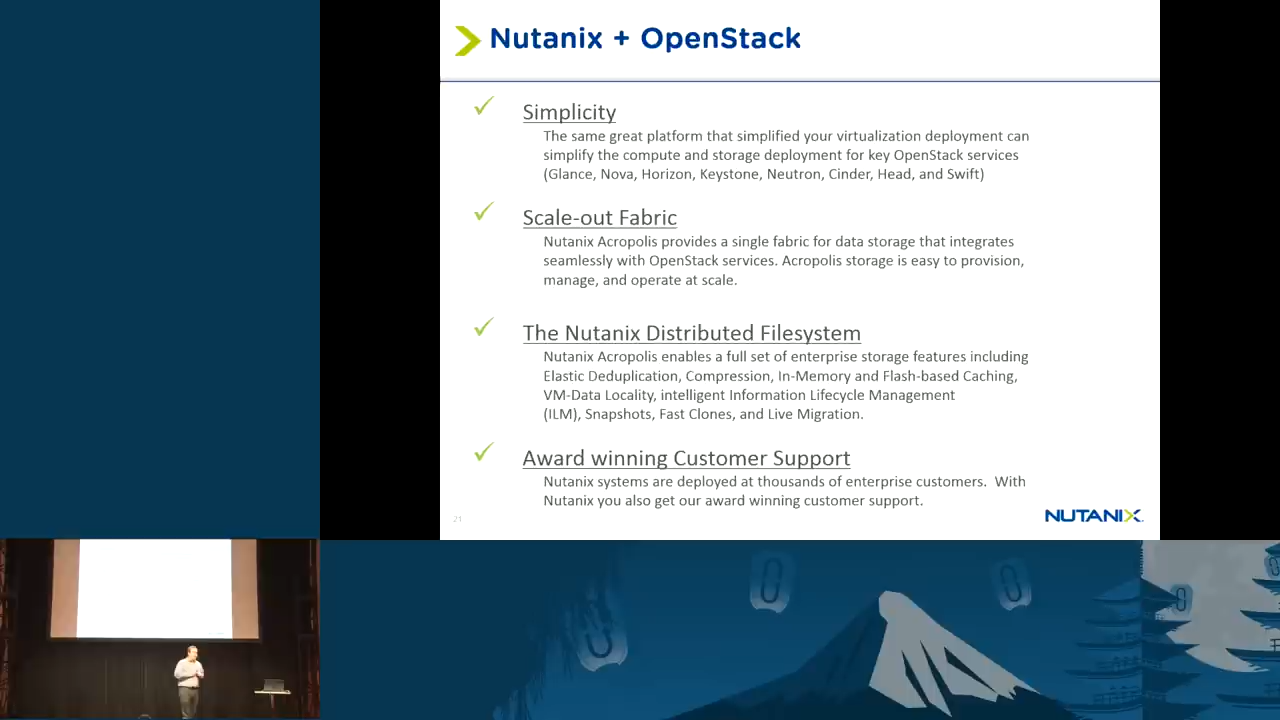 Nutanix + OpenStack
Simplicity
The same great platform that simplified your virtualization deployment can
simplify the compute and storage deployment for key OpenStack services
(Glance, Nova, Horizon, Keystone, Neutron, Cinder, Head, and Swift)
Scale-out Fabric
Nutanix Acropolis provides a single fabric for data storage that integrates
seamlessly with OpenStack services. Acropolis storage is easy to provision,
manage, and operate at scale.
The Nutanix Distributed Filesystem
Nutanix Acropolis enables a full set of enterprise storage features including
Elastic Deduplication, Compression, In-Memory and Flash-based Caching,
VM-Data Locality, intelligent Information Lifecycle Management
(ILM), Snapshots, Fast Clones, and Live Migration.
Award winning Customer Support
Nutanix systems are deployed at thousands of enterprise customers.  With
Nutanix you also get our award winning customer support.
21
NUTANIX